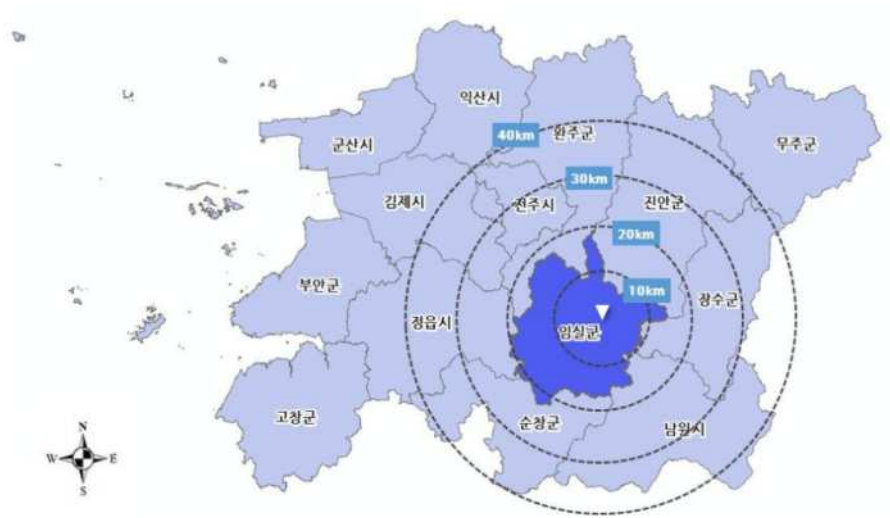 익산시
40km
완주군
군산시
무주군
30km
김제시
전주시
진안군
20km
부안군
10km
장수군
정읍시
임실군
고창군
순창군
남원시
N
W
E
S